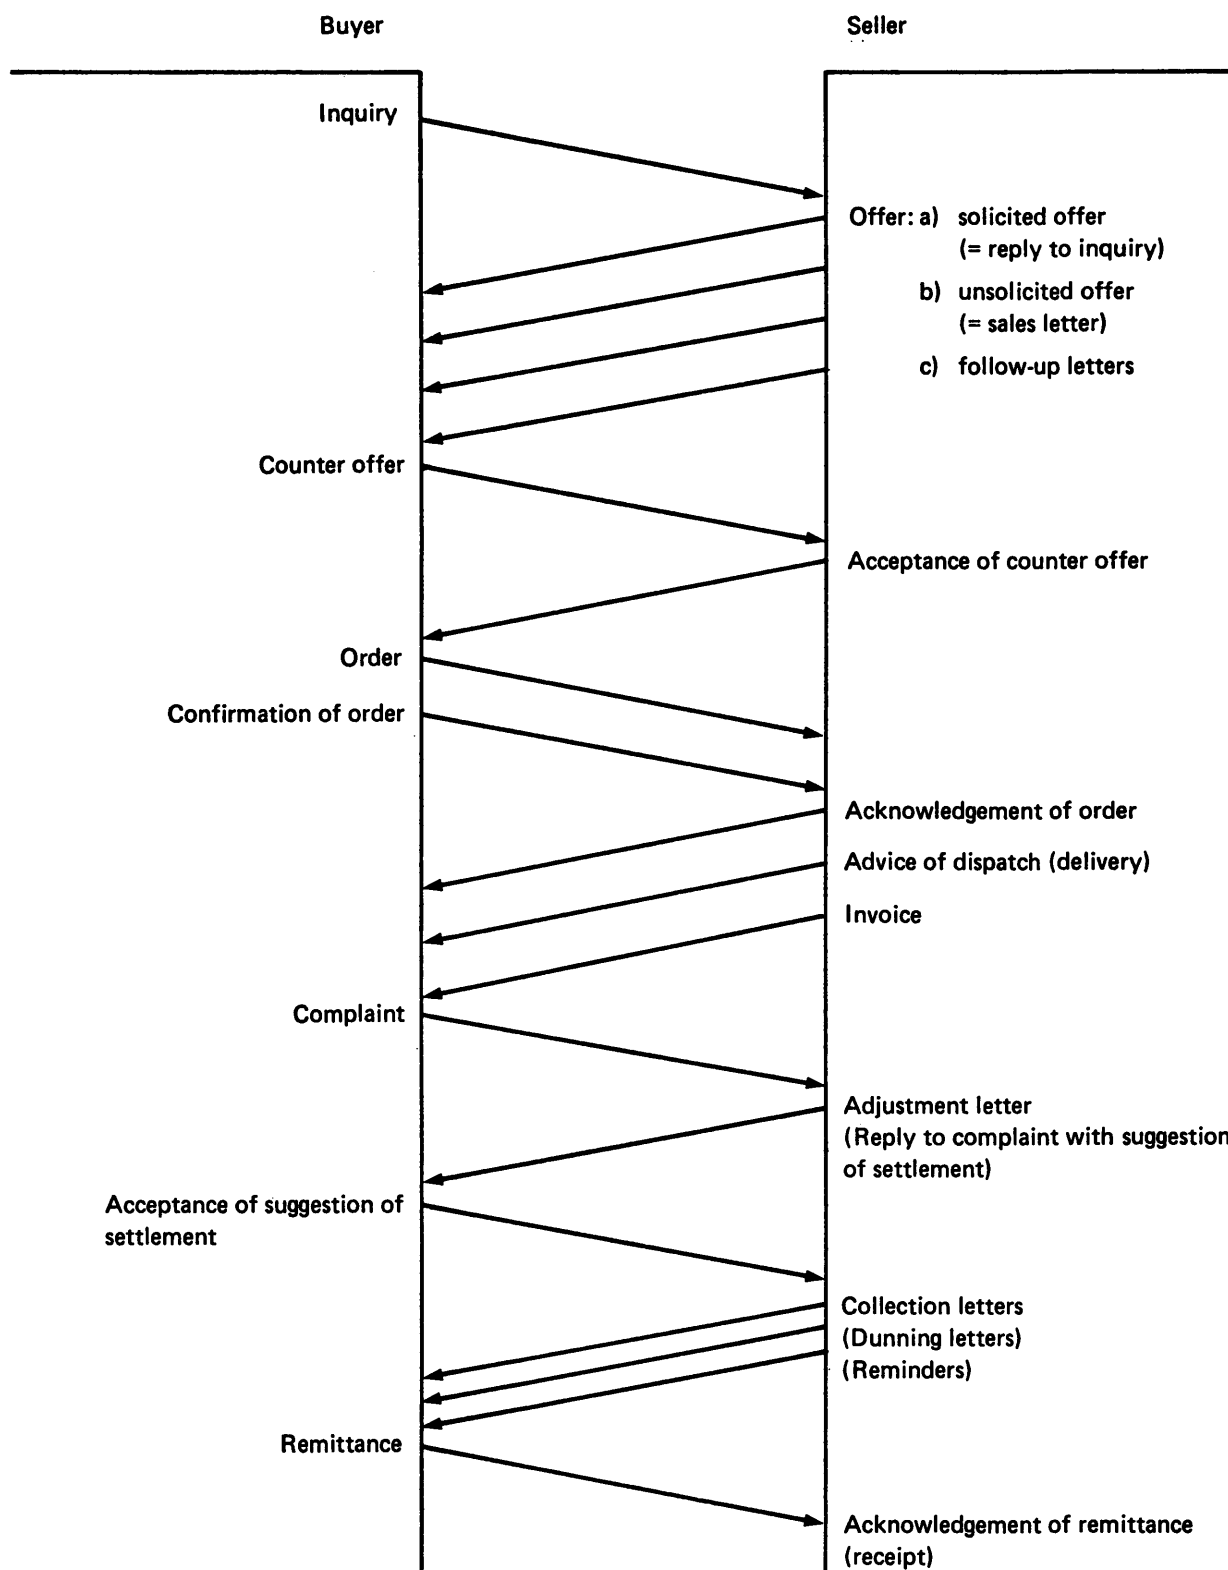 Buyer
Seller
Inquiry
Offer: a) solicited offer
(= reply to inquiry)
b) unsolicited offer
(= sales letter)
c) follow-up letters
Counter offer
Acceptance of counter offer
Order
Confirmation of order
Acknowledgement of order
Advice of dispatch (delivery)
Invoice
Complaint
Adjustment letter
(Reply to complaint with suggestion
of settlement)
Acceptance of suggestion of
settlement
Collection letters
(Dunning letters)
(Reminders)
Remittance
Acknowledgement of remittance
(receipt)